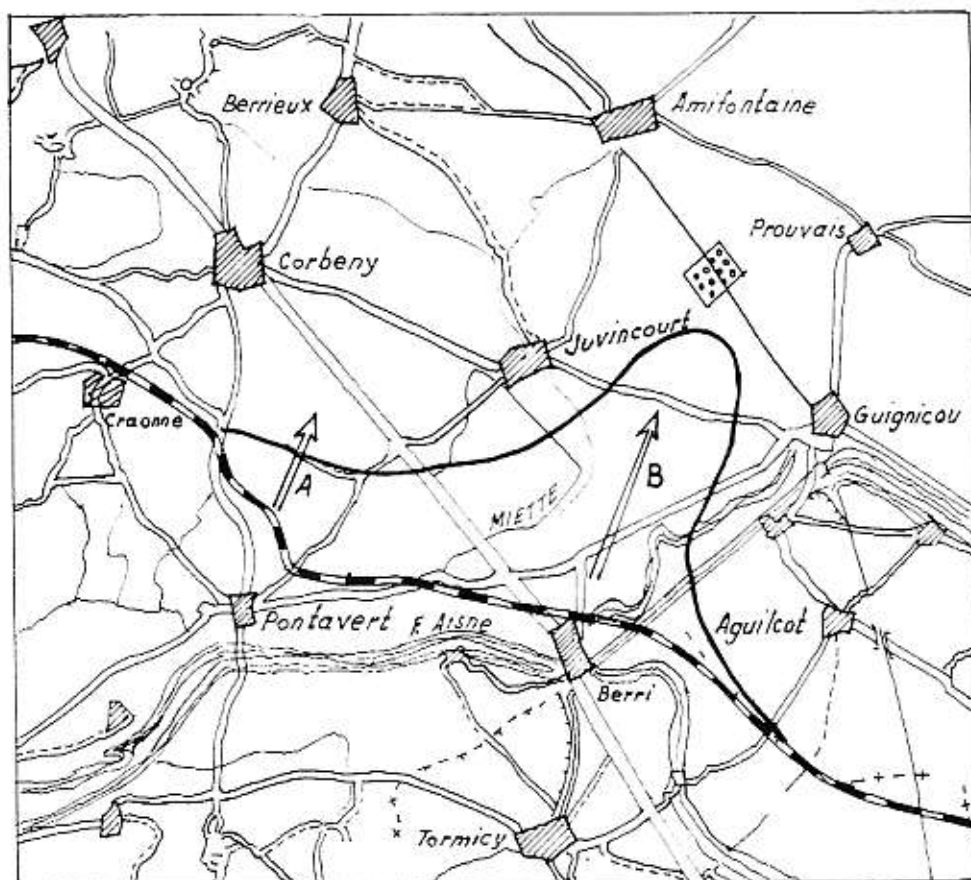 Berrieux
Amifontaine
Prouvais
Corbeny
Juvincourt
Craonne
Guignicou
A
B
MIETTE
Pontavert
F. Aisne
Aguilcot
Berri
Tormicy